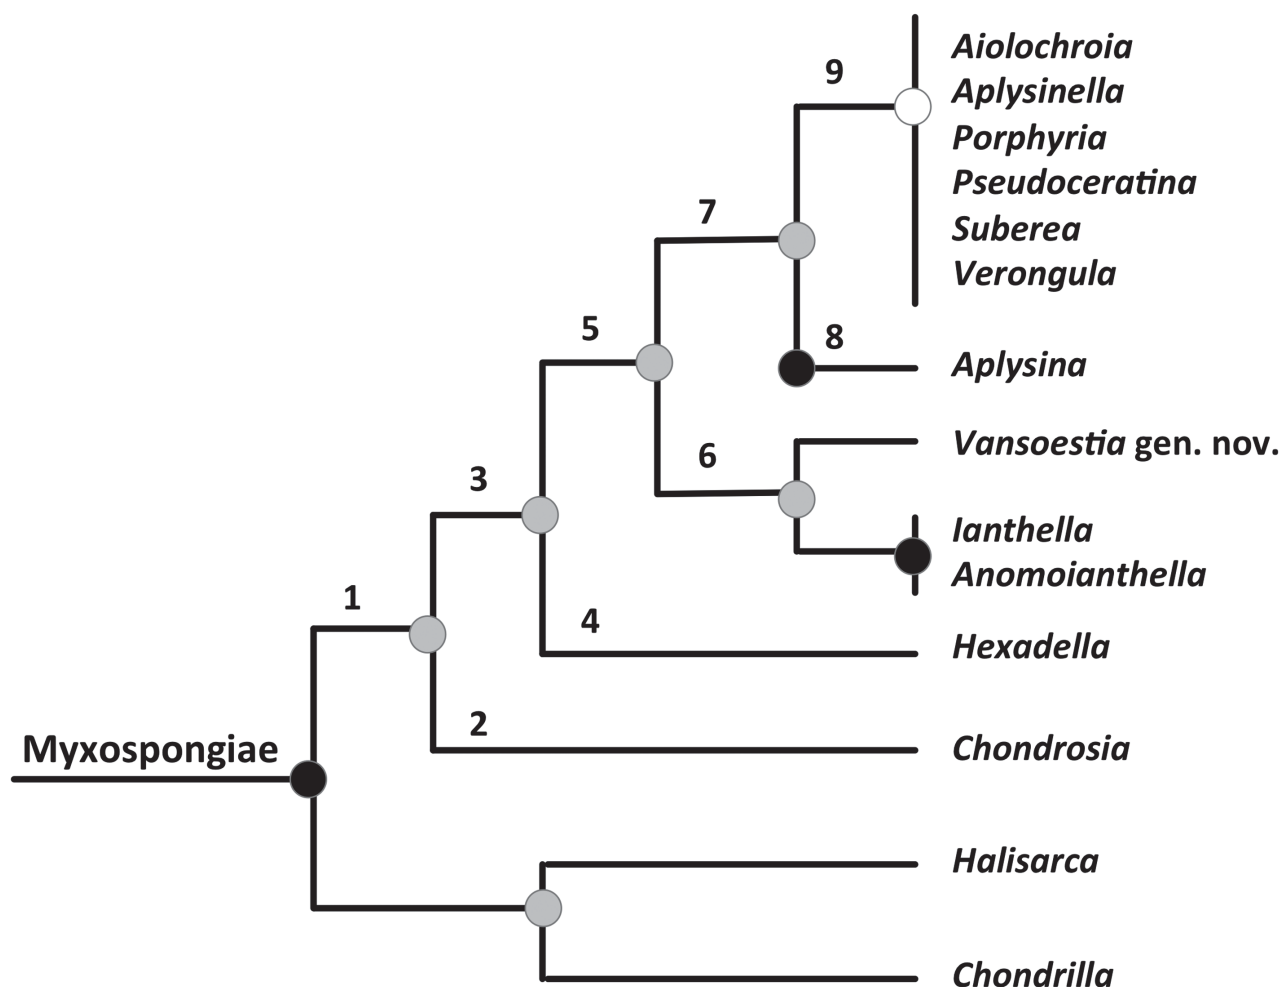 Aiolochroia
9
Aplysinella
Porphyria
Pseudoceratina
7
Suberea
Verongula
5
8
Aplysina
Vansoestia gen. nov.
6
3
Ianthella
Anomoianthella
1
4
Hexadella
2
Myxospongiae
Chondrosia
Halisarca
Chondrilla